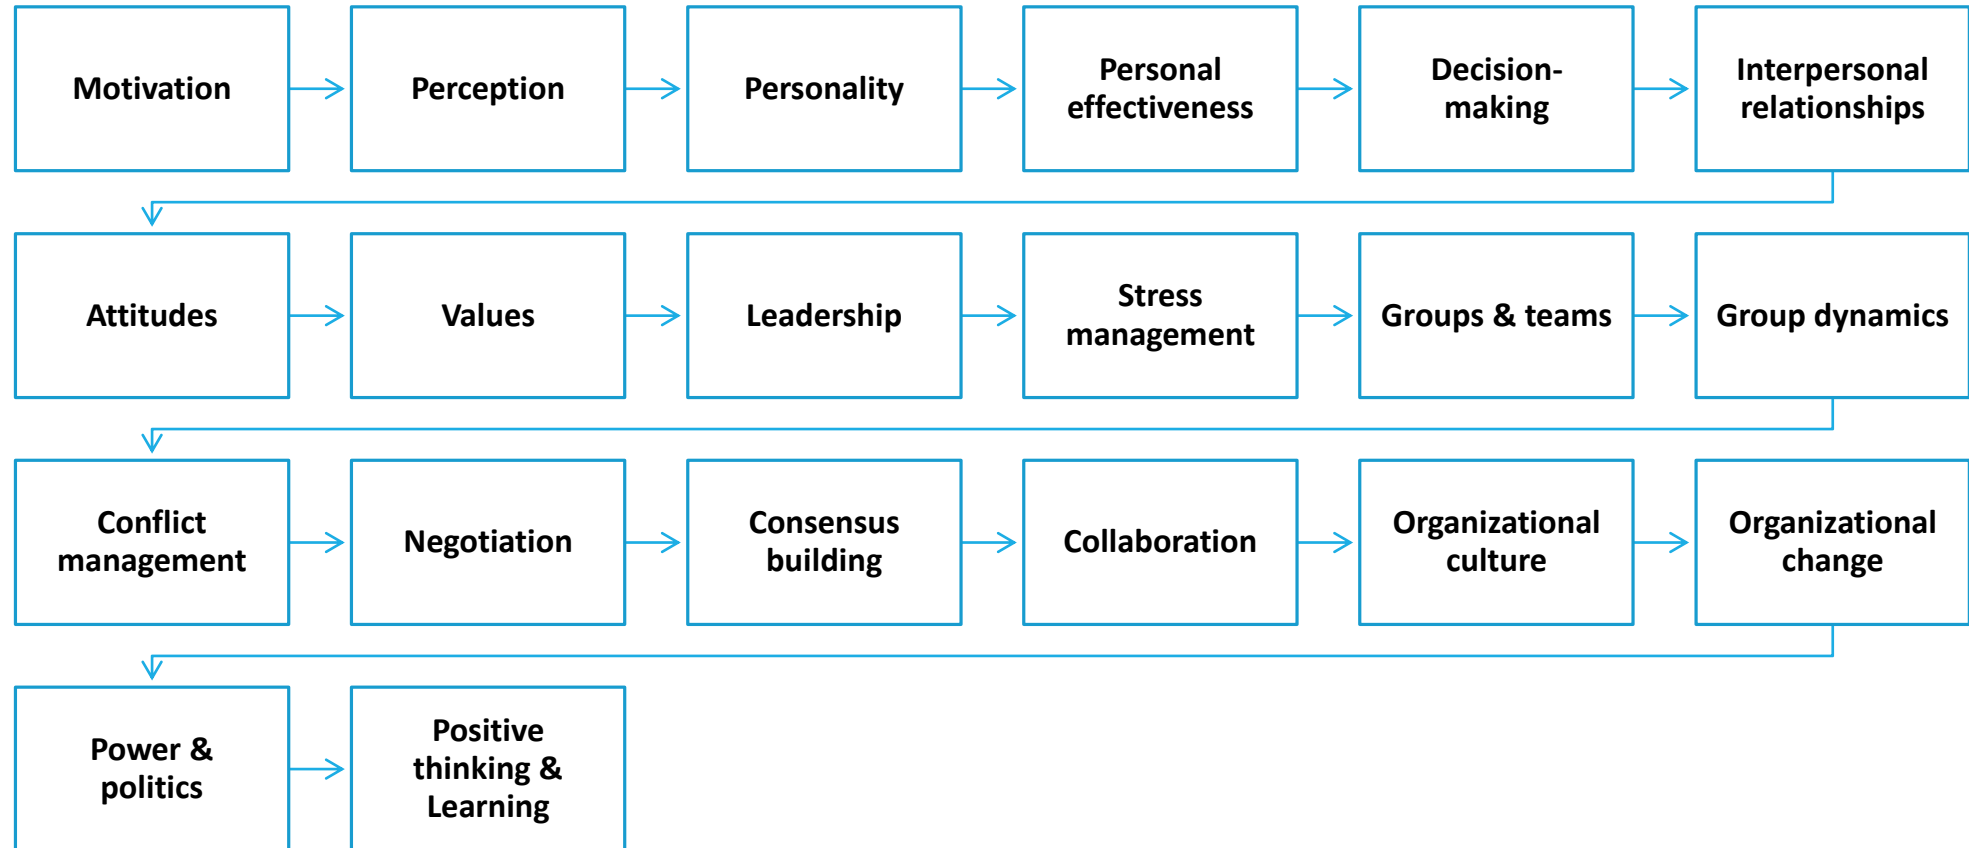 Motivation
Perception
Personality
Personal
effectiveness
Decision-
making
Interpersonal
relationships
Attitudes
Values
Leadership
Stress
management
Groups & teams
Group dynamics
Conflict
management
Negotiation
Consensus
building
Collaboration
Organizational
culture
Organizational
change
Power &
politics
Positive
thinking &
Learning